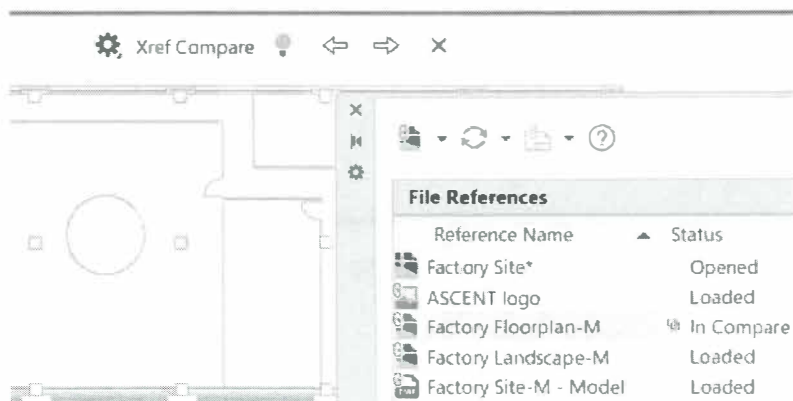 Xref Compare
File References
Reference Name Status
Factory Site* Opened
ASCENT logo Loaded
Factory Floorplan-M In Compare
Factory Landscape-M Loaded
Factory Site-M - Model Loaded